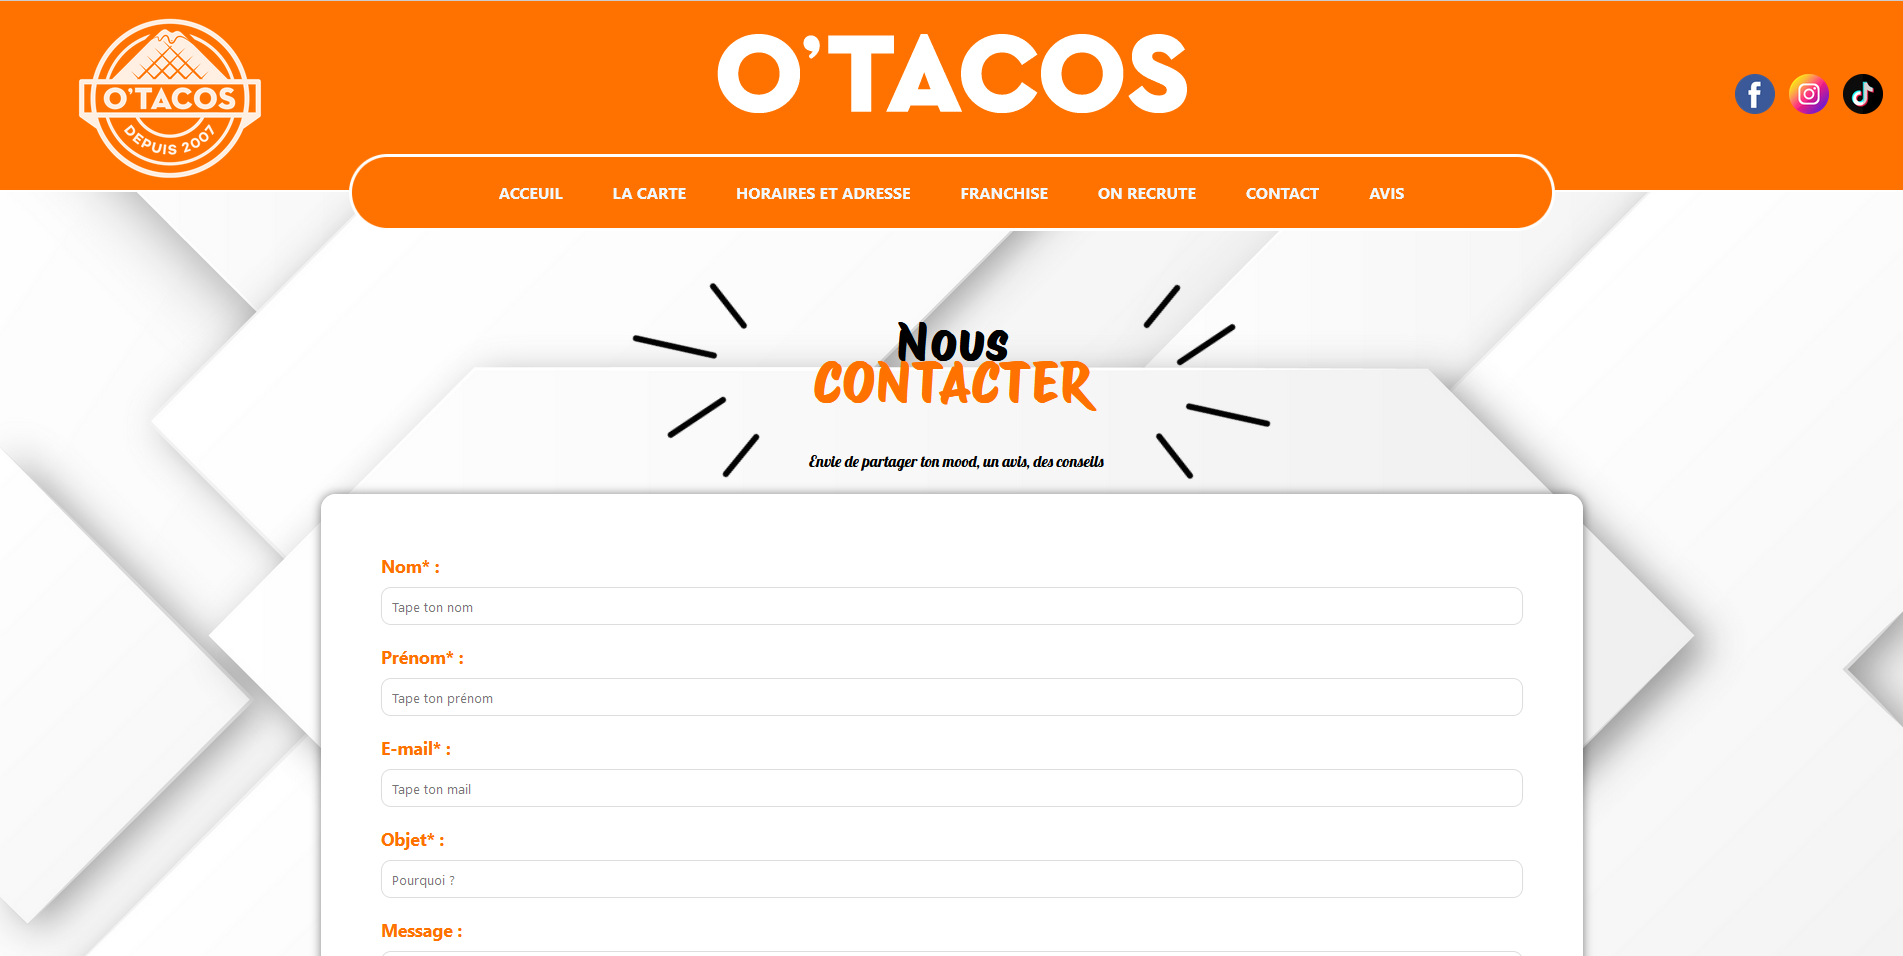 O'TACOS
DEPUIS 2007
O'TACOS
ACCEUIL LA CARTE HORAIRES ET ADRESSE FRANCHISE ON RECRUTE CONTACT AVIS
Nous
CONTACTER
Envie de partager ton mood, un avis, des conseils
Nom* :
Tape ton nom
Prénom* :
Tape ton prénom
E-mail* :
Tape ton mail
Objet* :
Pourquoi ?
Message :